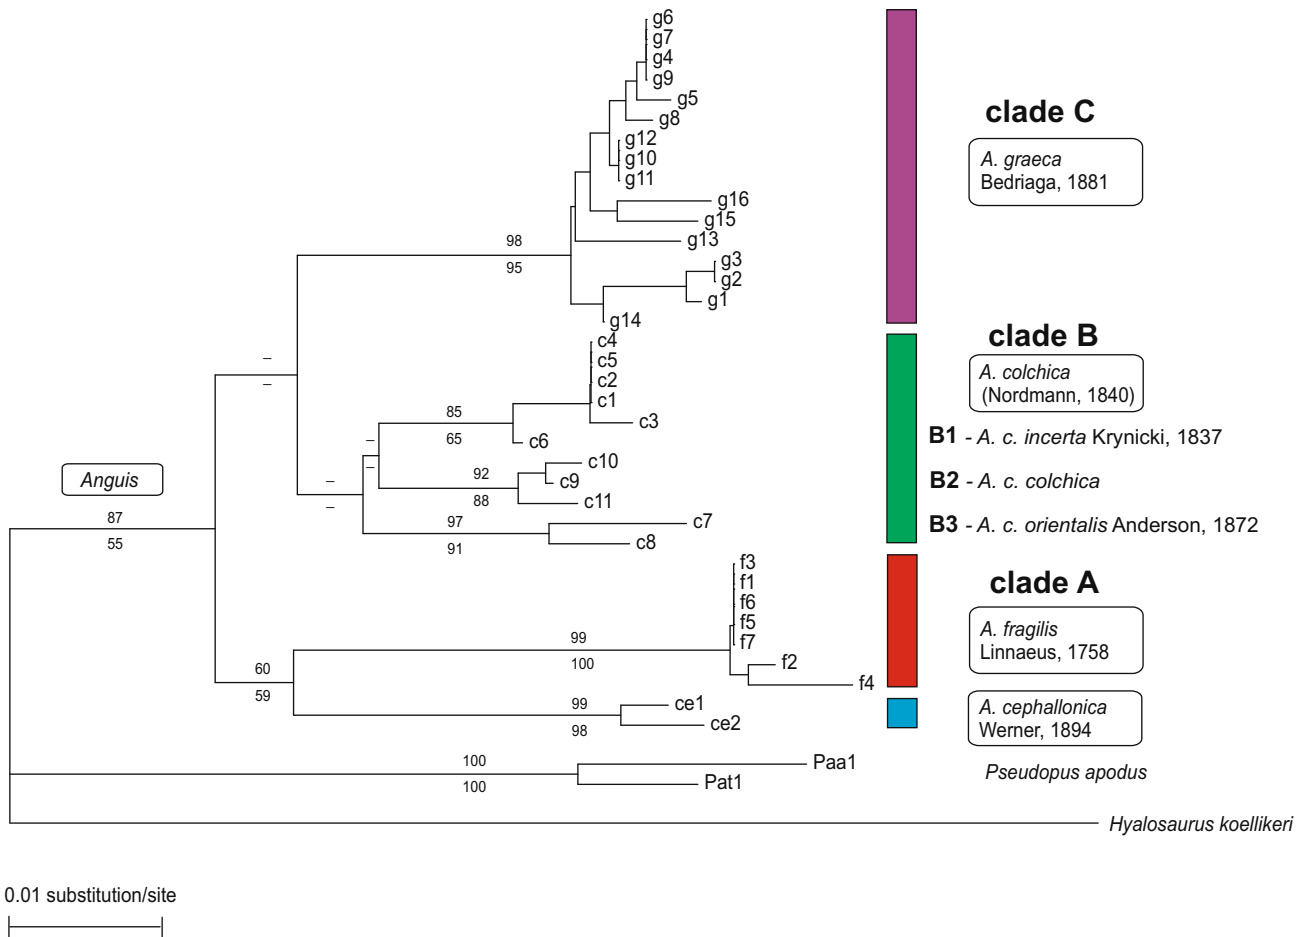 g6
g7
g4
g9
g5
g8
clade C
g12
A. graeca
g10
Bedriaga, 1881
g11
g16
g15
98
g13
95
g3
g2
g1
g14
clade B
c4
–
c5
A. colchica
–
c2
(Nordmann, 1840)
c1
85
c3
65
c6
B1 - A. c. incerta Krynicki, 1837
–
–
c10
92
c9
B2 - A. c. colchica
Anguis
–
88
c11
–
87
97
c7
B3 - A. c. orientalis Anderson, 1872
55
91
c8
f3
f1
clade A
f6
f5
A. fragilis
99
f7
Linnaeus, 1758
100
f2
60
f4
59
99
ce1
A. cephallonica
98
ce2
Werner, 1894
100
Paa1
Pseudopus apodus
100
Pat1
Hyalosaurus koellikeri
0.01 substitution/site